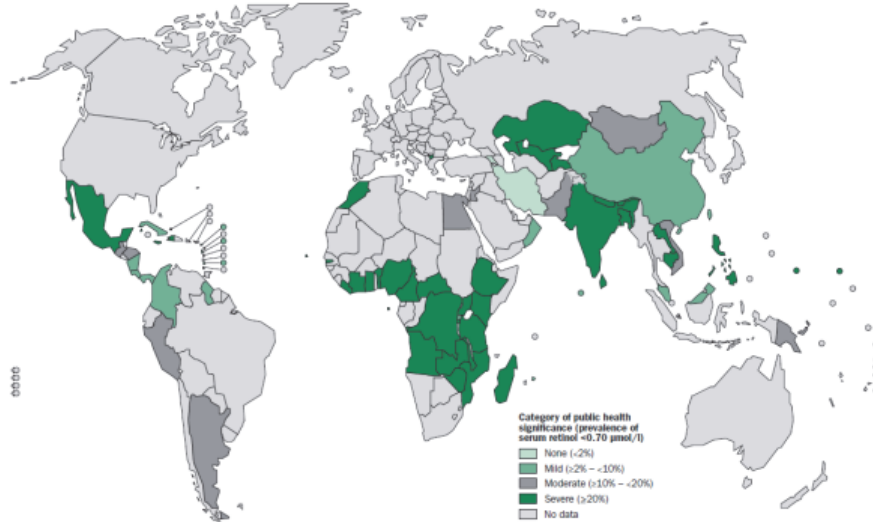 Category of public health
significance (prevalence of
serum retinol <0.70 µmol/l)
None (<2%)
Mild (≥2% – <10%)
Moderate (≥10% – <20%)
Severe (≥20%)
No data